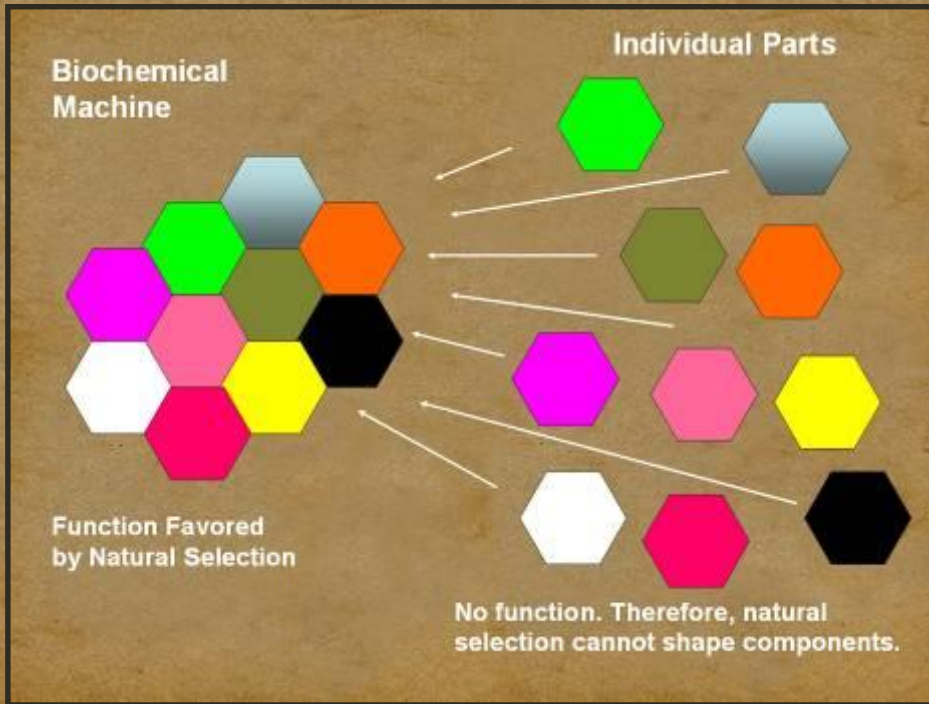 Biochemical
Machine
Individual Parts
Function Favored
by Natural Selection
No function. Therefore, natural
selection cannot shape components.